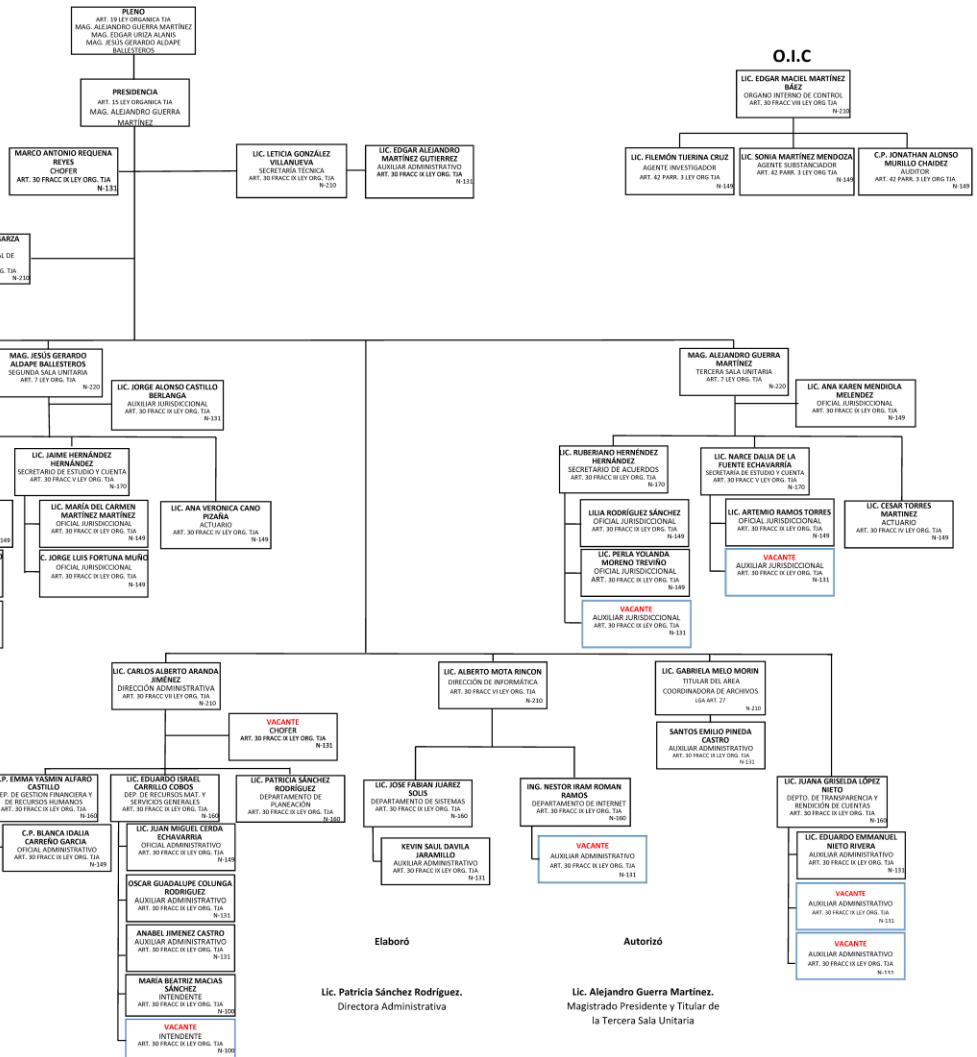 PLENO
ART. 19 LEY ORGANICA TJA
MAG. ALEJANDRO GUERRA MARTÍNEZ
MAG. EDGAR URIZA ALANIS
MAG. JESÚS GERARDO ALDAPE
BALLESTEROS
PRESIDENCIA
ART. 15 LEY ORGANICA TJA
MAG. ALEJANDRO GUERRA
MARTÍNEZ
O.I.C
LIC. EDGAR MACIEL MARTÍNEZ
BÁEZ
ORGANO INTERNO DE CONTROL
ART. 30 FRACC VIII LEY ORG TJA
N-210
MARCO ANTONIO REQUENA
REYES
CHOFER
ART. 30 FRACC IX LEY ORG. TJA
N-131
LIC. LETICIA GONZÁLEZ
VILLANUEVA
SECRETARÍA TÉCNICA
ART. 30 FRACC IX LEY ORG. TJA
N-210
LIC. EDGAR ALEJANDRO
MARTÍNEZ GUTIERREZ
AUXILIAR ADMINISTRATIVO
ART. 30 FRACC IX LEY ORG. TJA
N-131
LIC. FILEMÓN TIJERINA CRUZ
AGENTE INVESTIGADOR
ART. 42 PARR. 3 LEY ORG TJA
N-149
LIC. SONIA MARTÍNEZ MENDOZA
AGENTE SUBSTANCIADOR
ART. 42 PARR. 3 LEY ORG TJA
N-149
C.P. JONATHAN ALONSO
MURILLO CHAIDEZ
AUDITOR
ART. 42 PARR. 3 LEY ORG TJA
N-149
GARZA
AL DE
G. TJA
N-210
MAG. JESÚS GERARDO
ALDAPE BALLESTEROS
SEGUNDA SALA UNITARIA
ART. 7 LEY ORG. TJA
N-220
LIC. JORGE ALONSO CASTILLO
BERLANGA
AUXILIAR JURISDICCIONAL
ART. 30 FRACC IX LEY ORG. TJA
N-131
MAG. ALEJANDRO GUERRA
MARTÍNEZ
TERCERA SALA UNITARIA
ART. 7 LEY ORG. TJA
N-220
LIC. ANA KAREN MENDIOLA
MELENDEZ
OFICIAL JURISDICCIONAL
ART. 30 FRACC IX LEY ORG. TJA
N-149
LIC. JAIME HERNÁNDEZ
HERNÁNDEZ
SECRETARIO DE ESTUDIO Y CUENTA
ART. 30 FRACC V LEY ORG. TJA
N-170
LIC. MARÍA DEL CARMEN
MARTÍNEZ MARTÍNEZ
OFICIAL JURISDICCIONAL
ART. 30 FRACC IX LEY ORG. TJA
N-149
C. JORGE LUIS FORTUNA MUÑO
OFICIAL JURISDICCIONAL
ART. 30 FRACC IX LEY ORG. TJA
N-149
LIC. ANA VERONICA CANO
PIZAÑA
ACTUARIO
ART. 30 FRACC IV LEY ORG. TJA
N-149
149
LIC. RUBERIANO HERNÉNDEZ
HERNÁNDEZ
SECRETARIO DE ACUERDOS
ART. 30 FRACC III LEY ORG. TJA
N-170
LILIA RODRÍGUEZ SÁNCHEZ
OFICIAL JURISDICCIONAL
ART. 30 FRACC IX LEY ORG. TJA
N-149
LIC. PERLA YOLANDA
MORENO TREVIÑO
OFICIAL JURISDICCIONAL
ART. 30 FRACC IX LEY ORG. TJA
N-149
VACANTE
AUXILIAR JURISDICCIONAL
ART. 30 FRACC IX LEY ORG. TJA
N-131
LIC. NARCE DALIA DE LA
FUENTE ECHAVARRÍA
SECRETARÍA DE ESTUDIO Y CUENTA
ART. 30 FRACC V LEY ORG. TJA
N-170
LIC. ARTEMIO RAMOS TORRES
OFICIAL JURISDICCIONAL
ART. 30 FRACC IX LEY ORG. TJA
N-149
VACANTE
AUXILIAR JURISDICCIONAL
ART. 30 FRACC IX LEY ORG. TJA
N-131
LIC. CESAR TORRES
MARTINEZ
ACTUARIO
ART. 30 FRACC IV LEY ORG. TJA
N-149
LIC. CARLOS ALBERTO ARANDA
JIMÉNEZ
DIRECCIÓN ADMINISTRATIVA
ART. 30 FRACC VII LEY ORG. TJA
N-210
VACANTE
CHOFER
ART. 30 FRACC IX LEY ORG. TJA
N-131
LIC. ALBERTO MOTA RINCON
DIRECCIÓN DE INFORMÁTICA
ART. 30 FRACC VI LEY ORG. TJA
N-210
LIC. GABRIELA MELO MORIN
TITULAR DEL AREA
COORDINADORA DE ARCHIVOS
LGA ART. 27
N-210
SANTOS EMILIO PINEDA
CASTRO
AUXILIAR ADMINISTRATIVO
ART. 30 FRACC IX LEY ORG. TJA
N-131
.P. EMMA YASMIN ALFARO
CASTILLO
EP. DE GESTION FINANCIERA Y
DE RECURSOS HUMANOS
ART. 30 FRACC IX LEY ORG. TJA
N-160
C.P. BLANCA IDALIA
CARREÑO GARCIA
OFICIAL ADMINISTRATIVO
ART. 30 FRACC IX LEY ORG. TJA
N-149
LIC. EDUARDO ISRAEL
CARRILLO COBOS
DEP. DE RECURSOS MAT. Y
SERVICIOS GENERALES
ART. 30 FRACC IX LEY ORG. TJA
N-160
LIC. JUAN MIGUEL CERDA
ECHAVARRIA
OFICIAL ADMINISTRATIVO
ART. 30 FRACC IX LEY ORG. TJA
N-149
OSCAR GUADALUPE COLUNGA
RODRIGUEZ
AUXILIAR ADMINISTRATIVO
ART. 30 FRACC IX LEY ORG. TJA
N-131
ANABEL JIMENEZ CASTRO
AUXILIAR ADMINISTRATIVO
ART. 30 FRACC IX LEY ORG. TJA
N-131
MARÍA BEATRIZ MACIAS
SÁNCHEZ
INTENDENTE
ART. 30 FRACC IX LEY ORG. TJA
N-100
VACANTE
INTENDENTE
ART. 30 FRACC IX LEY ORG. TJA
N-100
LIC. PATRICIA SÁNCHEZ
RODRÍGUEZ
DEPARTAMENTO DE
PLANEACIÓN
ART. 30 FRACC IX LEY ORG. TJA
N-160
LIC. JOSE FABIAN JUAREZ
SOLIS
DEPARTAMENTO DE SISTEMAS
ART. 30 FRACC IX LEY ORG. TJA
N-160
KEVIN SAUL DAVILA
JARAMILLO
AUXILIAR ADMINISTRATIVO
ART. 30 FRACC IX LEY ORG. TJA
N-131
ING. NESTOR IRAM ROMAN
RAMOS
DEPARTAMENTO DE INTERNET
ART. 30 FRACC IX LEY ORG. TJA
N-160
VACANTE
AUXILIAR ADMINISTRATIVO
ART. 30 FRACC IX LEY ORG. TJA
N-131
LIC. JUANA GRISELDA LÓPEZ
NIETO
DEPTO. DE TRANSPARENCIA Y
RENDICIÓN DE CUENTAS
ART. 30 FRACC IX LEY ORG. TJA
N-160
LIC. EDUARDO EMMANUEL
NIETO RIVERA
AUXILIAR ADMINISTRATIVO
ART. 30 FRACC IX LEY ORG. TJA
N-131
VACANTE
AUXILIAR ADMINISTRATIVO
ART. 30 FRACC IX LEY ORG. TJA
N-131
VACANTE
AUXILIAR ADMINISTRATIVO
ART. 30 FRACC IX LEY ORG. TJA
N-131
Elaboró
Autorizó
Lic. Patricia Sánchez Rodríguez.
Directora Administrativa
Lic. Alejandro Guerra Martínez.
Magistrado Presidente y Titular de
la Tercera Sala Unitaria